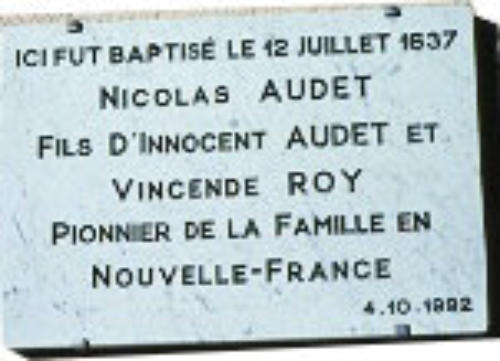 ICI FUT BAPTISÉ LE 12 JUILLET 1637
NICOLAS AUDET
FILS D'INNOCENT AUDET ET
VINCENDE ROY
PIONNIER DE LA FAMILLE EN
NOUVELLE-FRANCE
4.10.1992